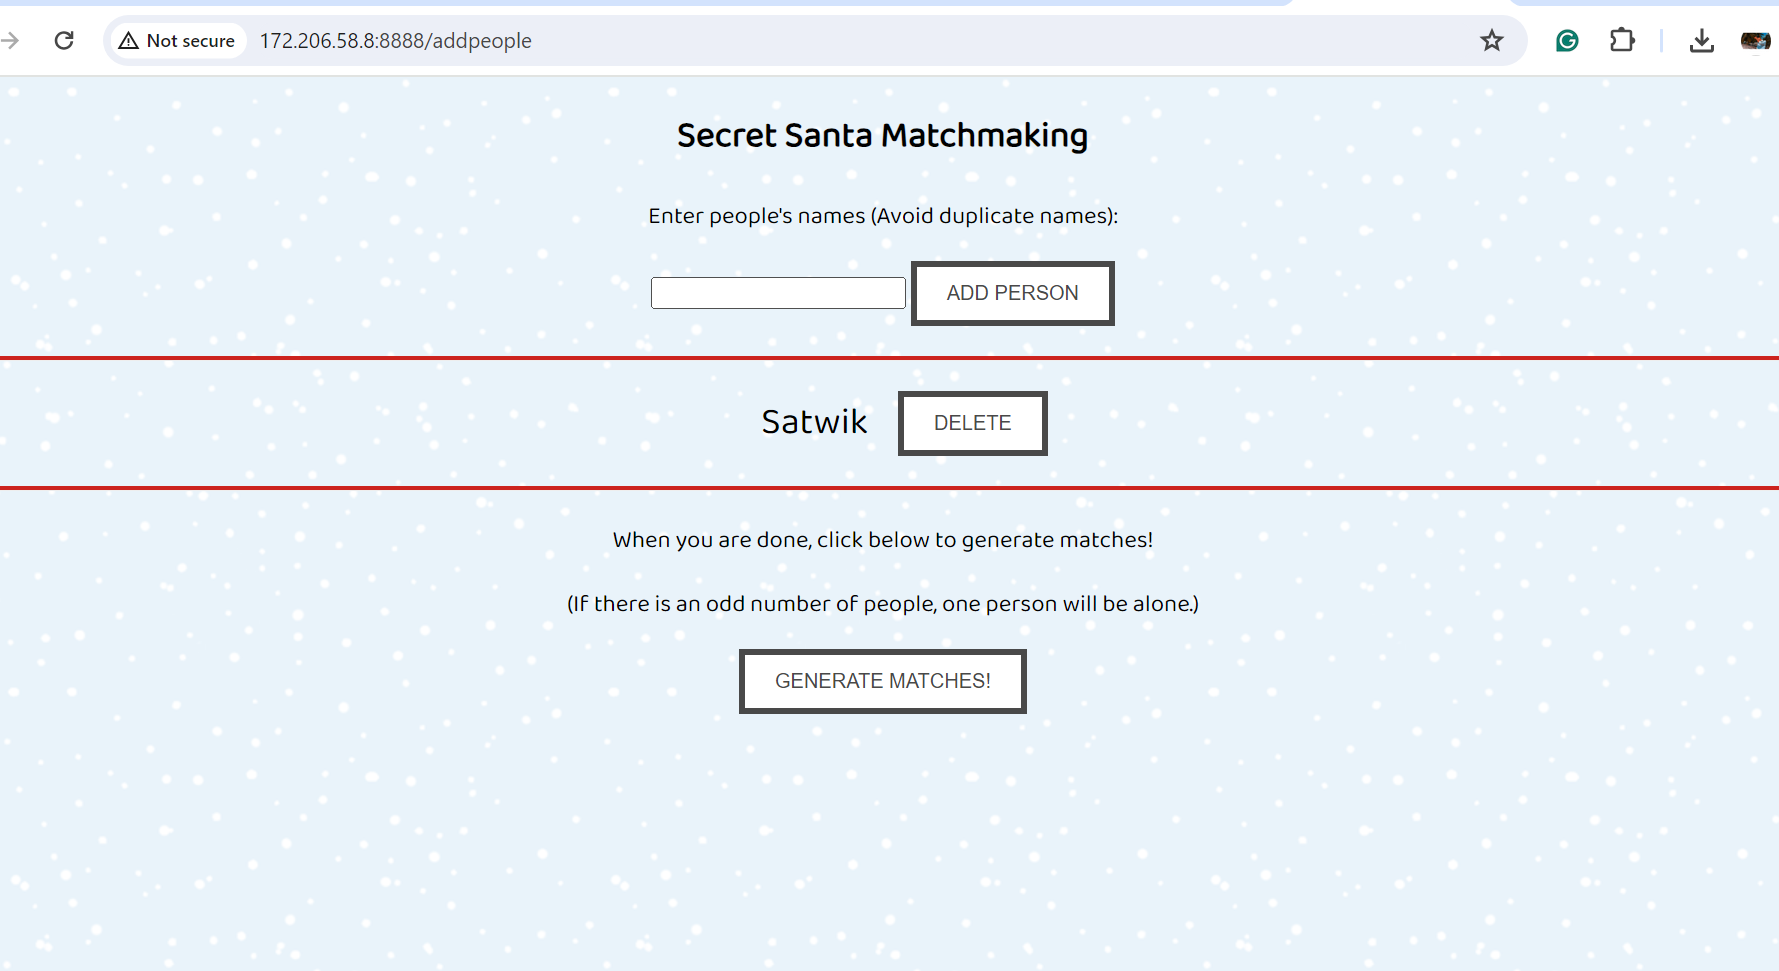 Not secure 172.206.58.8:8888/addpeople
Secret Santa Matchmaking
Enter people's names (Avoid duplicate names):
ADD PERSON
Satwik DELETE
When you are done, click below to generate matches!
(If there is an odd number of people, one person will be alone.)
GENERATE MATCHES!